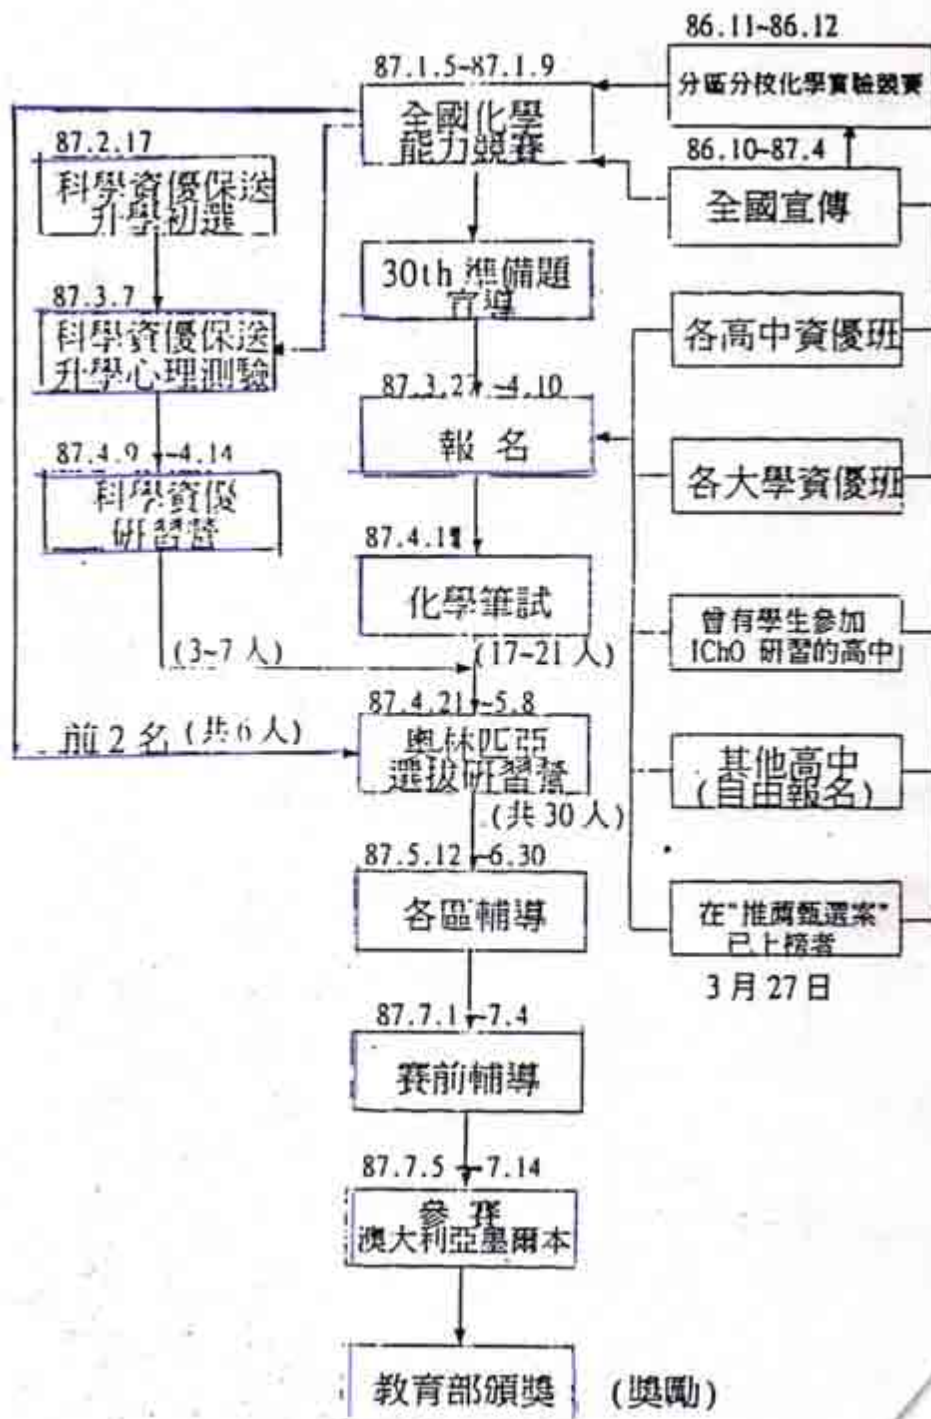 86.11~86.12
分區分校化學實驗競賽
87.1.5~87.1.9
全國化學
能力競賽
86.10~87.4
全國宣傳
87.2.17
科學資優保送
升學初選
30th 準備題
宣導
87.3.7
科學資優保送
升學心理測驗
各高中資優班
87.3.27~4.10
報 名
各大學資優班
87.4.9~4.14
科學資優
研習營
化學筆試
曾有學生參加
IChO 研習的高中
(3~7 人)
(17~21 人)
87.4.21~5.8
奧林匹亞
選拔研習營
前 2 名 (共 6 人)
(共 30 人)
其他高中
(自由報名)
87.5.12~6.30
各區輔導
在"推薦甄選案"
已上榜者
3 月 27 日
87.7.1~7.4
賽前輔導
87.7.5~7.14
參 賽
澳大利亞墨爾本
教育部頒獎 (獎勵)